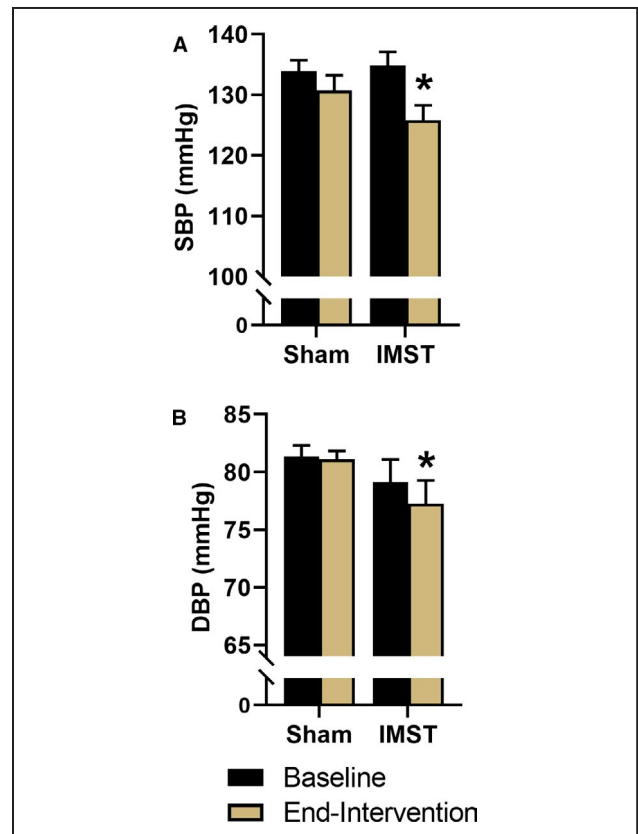 A
SBP (mmHg)
140
130
120
110
100
0
*
Sham IMST
B
DBP (mmHg)
85
80
75
70
65
0
*
Sham IMST
Baseline
End-Intervention